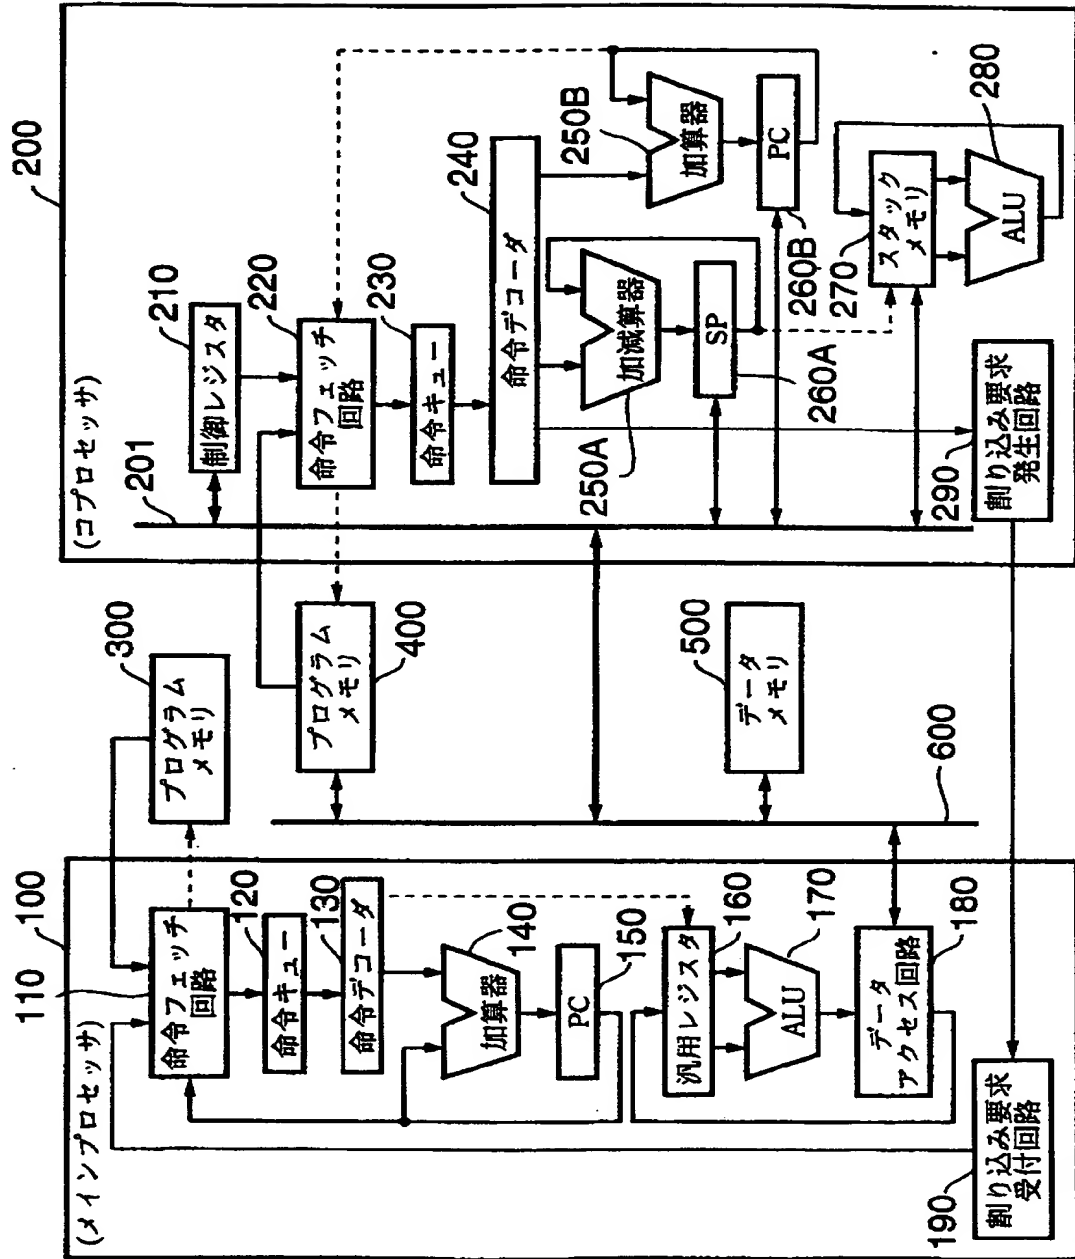 100
(メインプロセッサ)
110
命令フェッチ
回路
120
命令キュー
130
命令デコーダ
140
加算器
150
PC
160
汎用レジスタ
170
ALU
180
データ
アクセス回路
190
割り込み要求
受付回路
300
プログラム
メモリ
400
プログラム
メモリ
500
データ
メモリ
600
200
(コプロセッサ)
201
210
制御レジスタ
220
命令フェッチ
回路
230
命令キュー
240
命令デコーダ
250A
加減算器
250B
加算器
SP
260A
PC
260B
270
スタック
メモリ
280
ALU
290
割り込み要求
発生回路